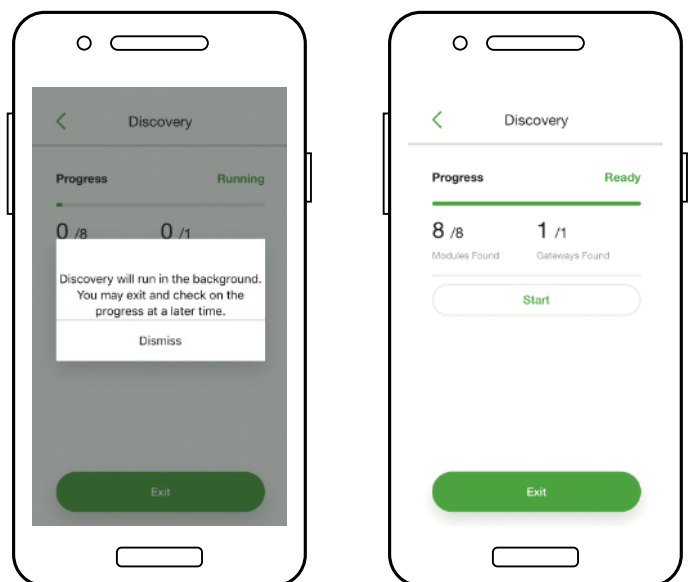 Discovery
Progress Running
0 /8 0 /1
Discovery will run in the background.
You may exit and check on the
progress at a later time.
Dismiss
Exit
Discovery
Progress Ready
8 /8 1 /1
Modules Found Gateways Found
Start
Exit